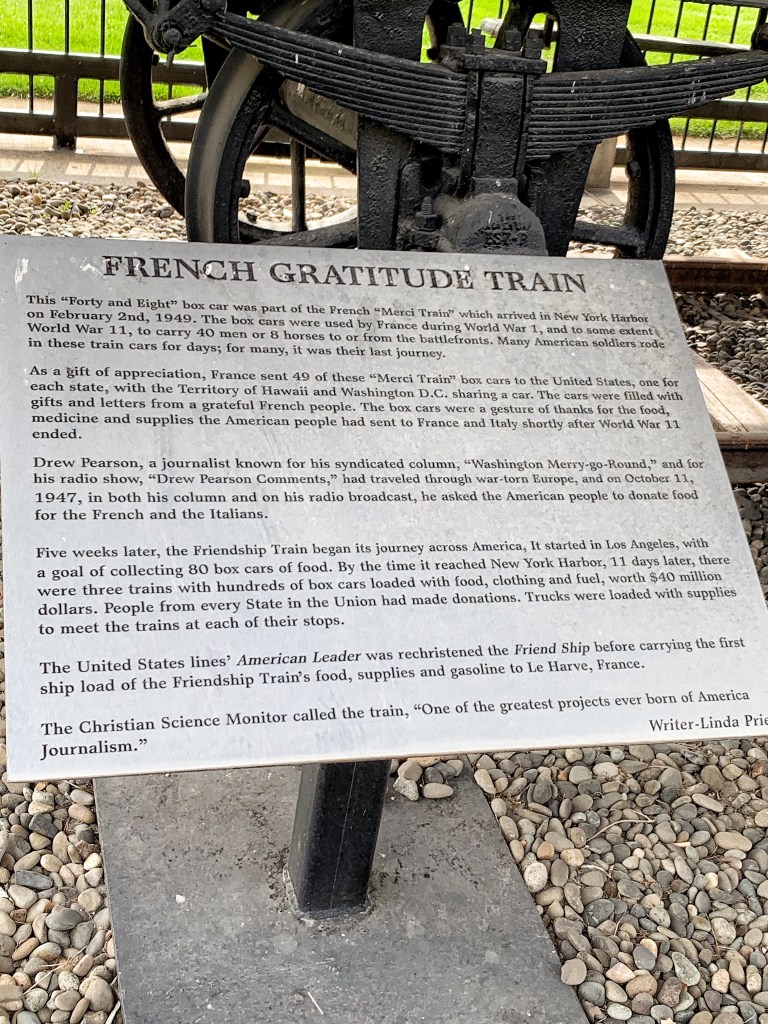 FRENCH GRATITUDE TRAIN
This "Forty and Eight" box car was part of the French "Merci Train" which arrived in New York Harbor
on February 2nd, 1949. The box cars were used by France during World War 1, and to some extent
World War 11, to carry 40 men or 8 horses to or from the battlefronts. Many American soldiers rode
in these train cars for days; for many, it was their last journey.
As a gift of appreciation, France sent 49 of these "Merci Train" box cars to the United States, one for
each state, with the Territory of Hawaii and Washington D.C. sharing a car. The cars were filled with
gifts and letters from a grateful French people. The box cars were a gesture of thanks for the food,
medicine and supplies the American people had sent to France and Italy shortly after World War 11
ended.
Drew Pearson, a journalist known for his syndicated column, "Washington Merry-go-Round," and for
his radio show, "Drew Pearson Comments," had traveled through war-torn Europe, and on October 11,
1947, in both his column and on his radio broadcast, he asked the American people to donate food
for the French and the Italians.
Five weeks later, the Friendship Train began its journey across America, It started in Los Angeles, with
a goal of collecting 80 box cars of food. By the time it reached New York Harbor, 11 days later, there
were three trains with hundreds of box cars loaded with food, clothing and fuel, worth $40 million
dollars. People from every State in the Union had made donations. Trucks were loaded with supplies
to meet the trains at each of their stops.
The United States lines' American Leader was rechristened the Friend Ship before carrying the first
ship load of the Friendship Train's food, supplies and gasoline to Le Harve, France.
The Christian Science Monitor called the train, "One of the greatest projects ever born of America
Journalism."
Writer-Linda Prie